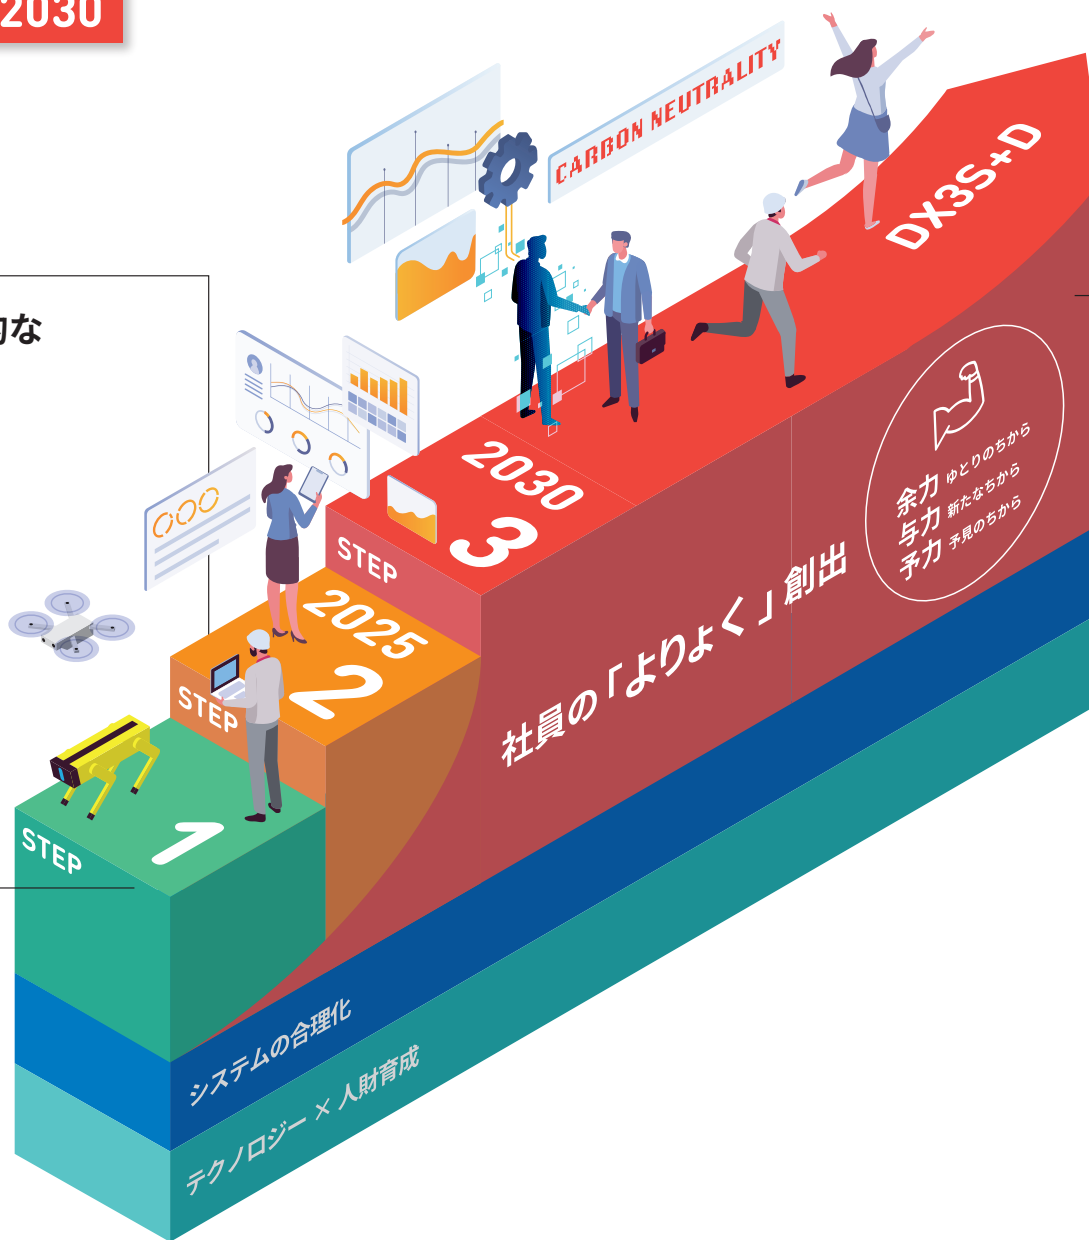 2030
的な
CARBON NEUTRALITY
DX3S+D
2030
3
STEP
2025
2
STEP
1
STEP
余力 ゆとりのちから
与力 新たなちから
予力 予見のちから
社員の「よりょく」創出
システムの合理化
テクノロジー × 人財育成